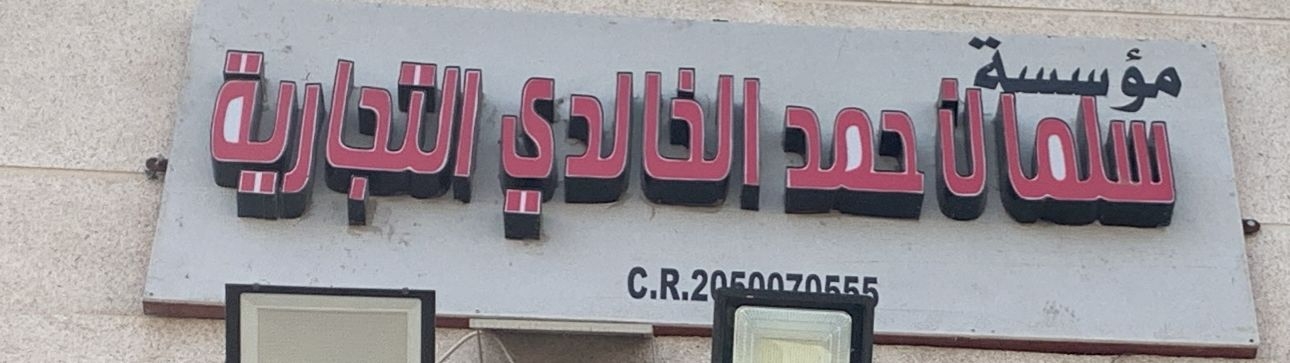 مؤسسة
سلمان حمد الخالدي التجارية
C.R.2050070555